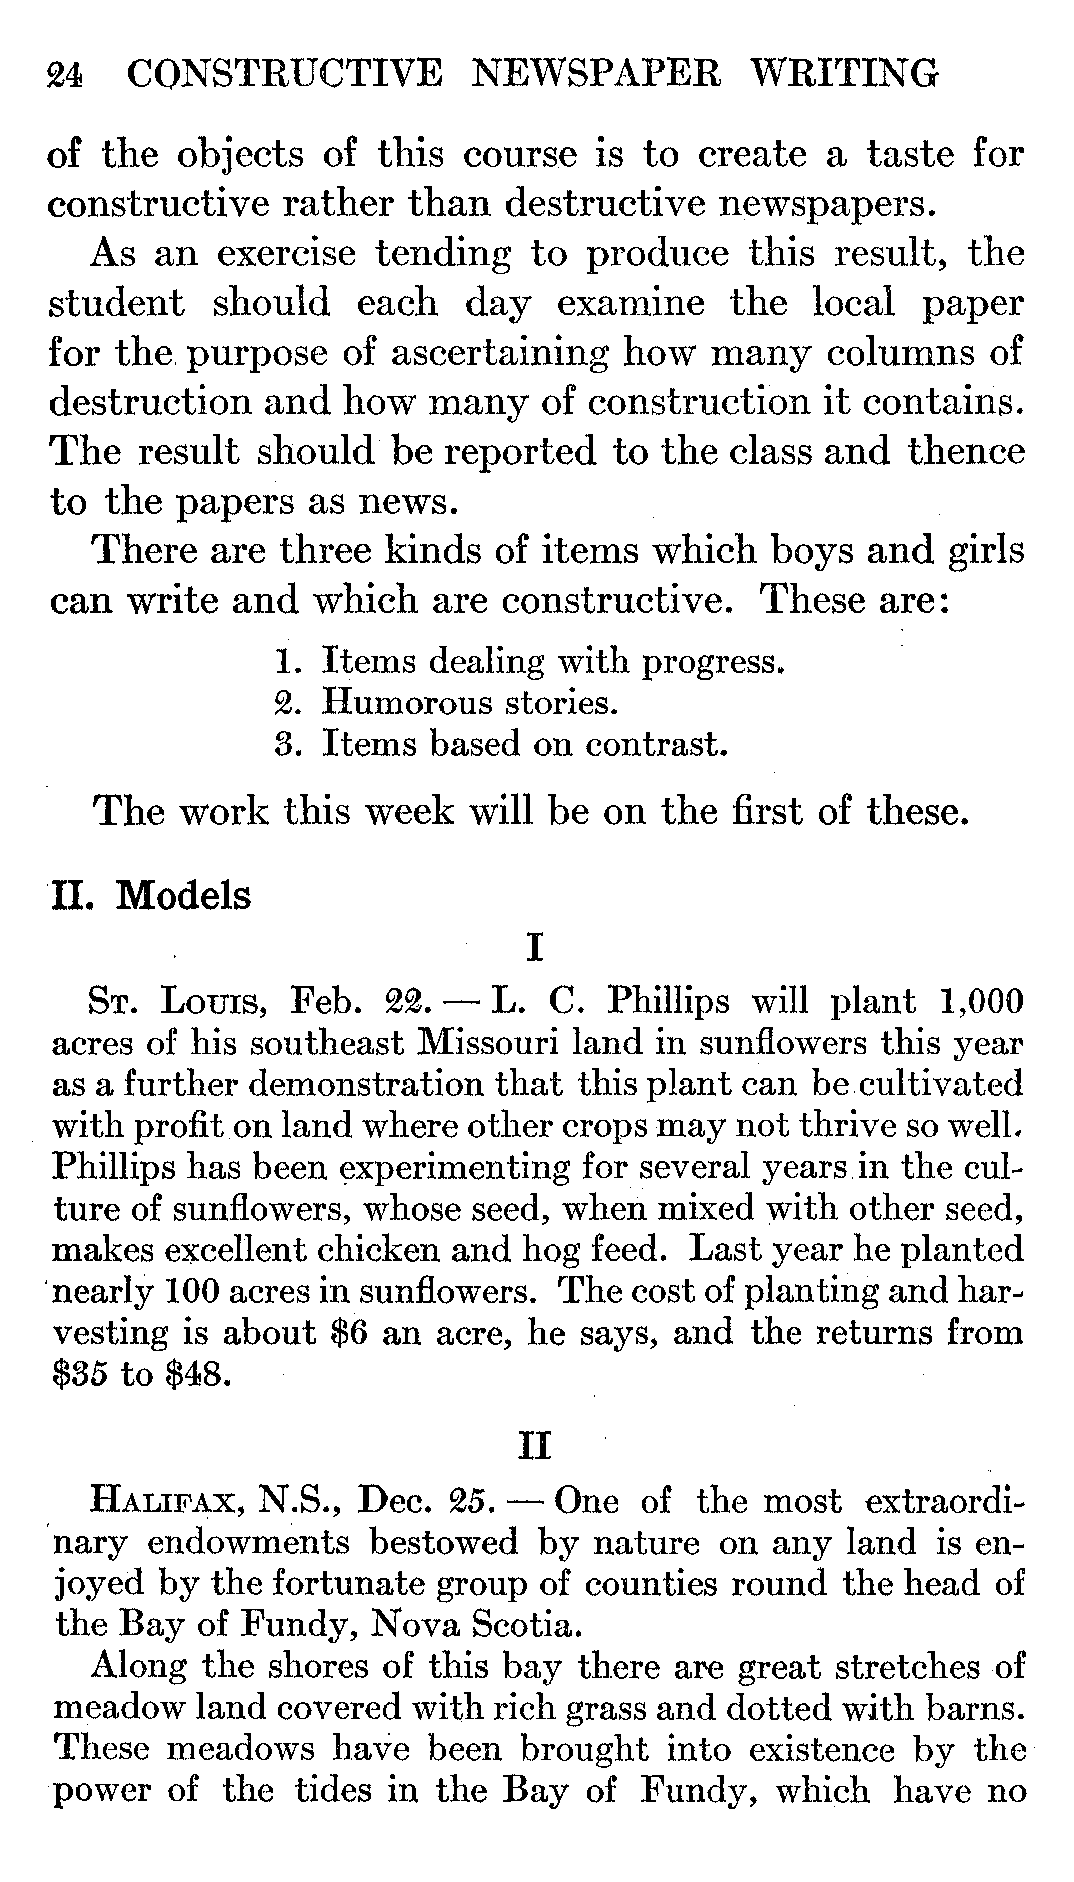 24 CONSTRUCTIVE NEWSPAPER WRITING
of the objects of this course is to create a taste for
constructive rather than destructive newspapers.
As an exercise tending to produce this result, the
student should each day examine the local paper
for the purpose of ascertaining how many columns of
destruction and how many of construction it contains.
The result should be reported to the class and thence
to the papers as news.
There are three kinds of items which boys and girls
can write and which are constructive. These are:
1. Items dealing with progress.
2. Humorous stories.
3. Items based on contrast.
The work this week will be on the first of these.
II. Models
I
St. Louis, Feb. 22. — L. C. Phillips will plant 1,000
acres of his southeast Missouri land in sunflowers this year
as a further demonstration that this plant can be cultivated
with profit on land where other crops may not thrive so well.
Phillips has been experimenting for several years in the cul-
ture of sunflowers, whose seed, when mixed with other seed,
makes excellent chicken and hog feed. Last year he planted
nearly 100 acres in sunflowers. The cost of planting and har-
vesting is about $6 an acre, he says, and the returns from
$35 to $48.
II
Halifax, N.S., Dec. 25. — One of the most extraordi-
nary endowments bestowed by nature on any land is en-
joyed by the fortunate group of counties round the head of
the Bay of Fundy, Nova Scotia.
Along the shores of this bay there are great stretches of
meadow land covered with rich grass and dotted with barns.
These meadows have been brought into existence by the
power of the tides in the Bay of Fundy, which have no